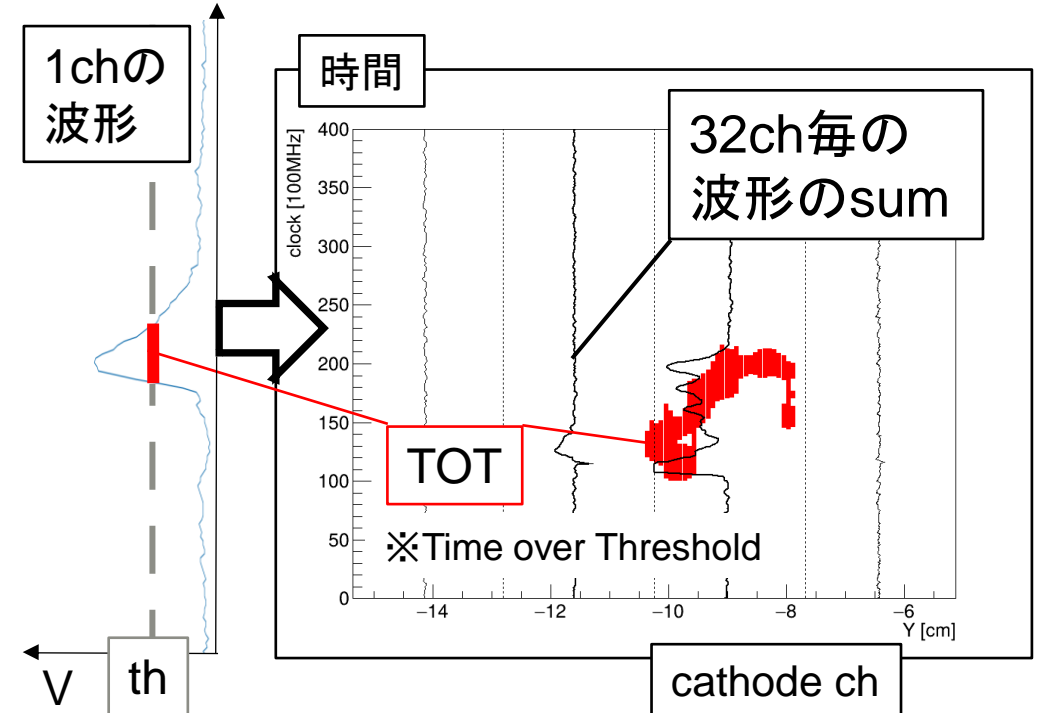 1chの
波形
時間
32ch毎の
波形のsum
clock [100MHz]
400
350
300
250
200
150
100
50
0
TOT
※Time over Threshold
−14
−12
−10
−8
−6
Y [cm]
V
th
cathode ch